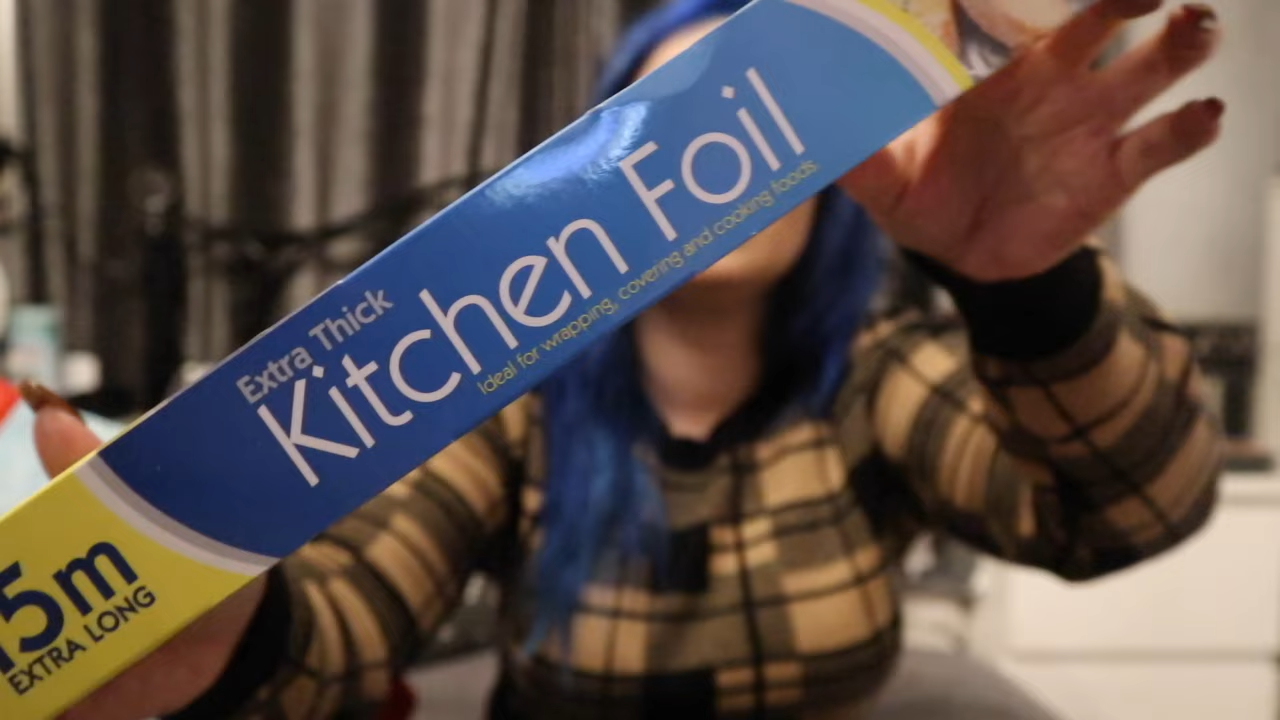 Extra Thick
Kitchen Foil
Ideal for wrapping, covering and cooking foods.
5m
EXTRA LONG